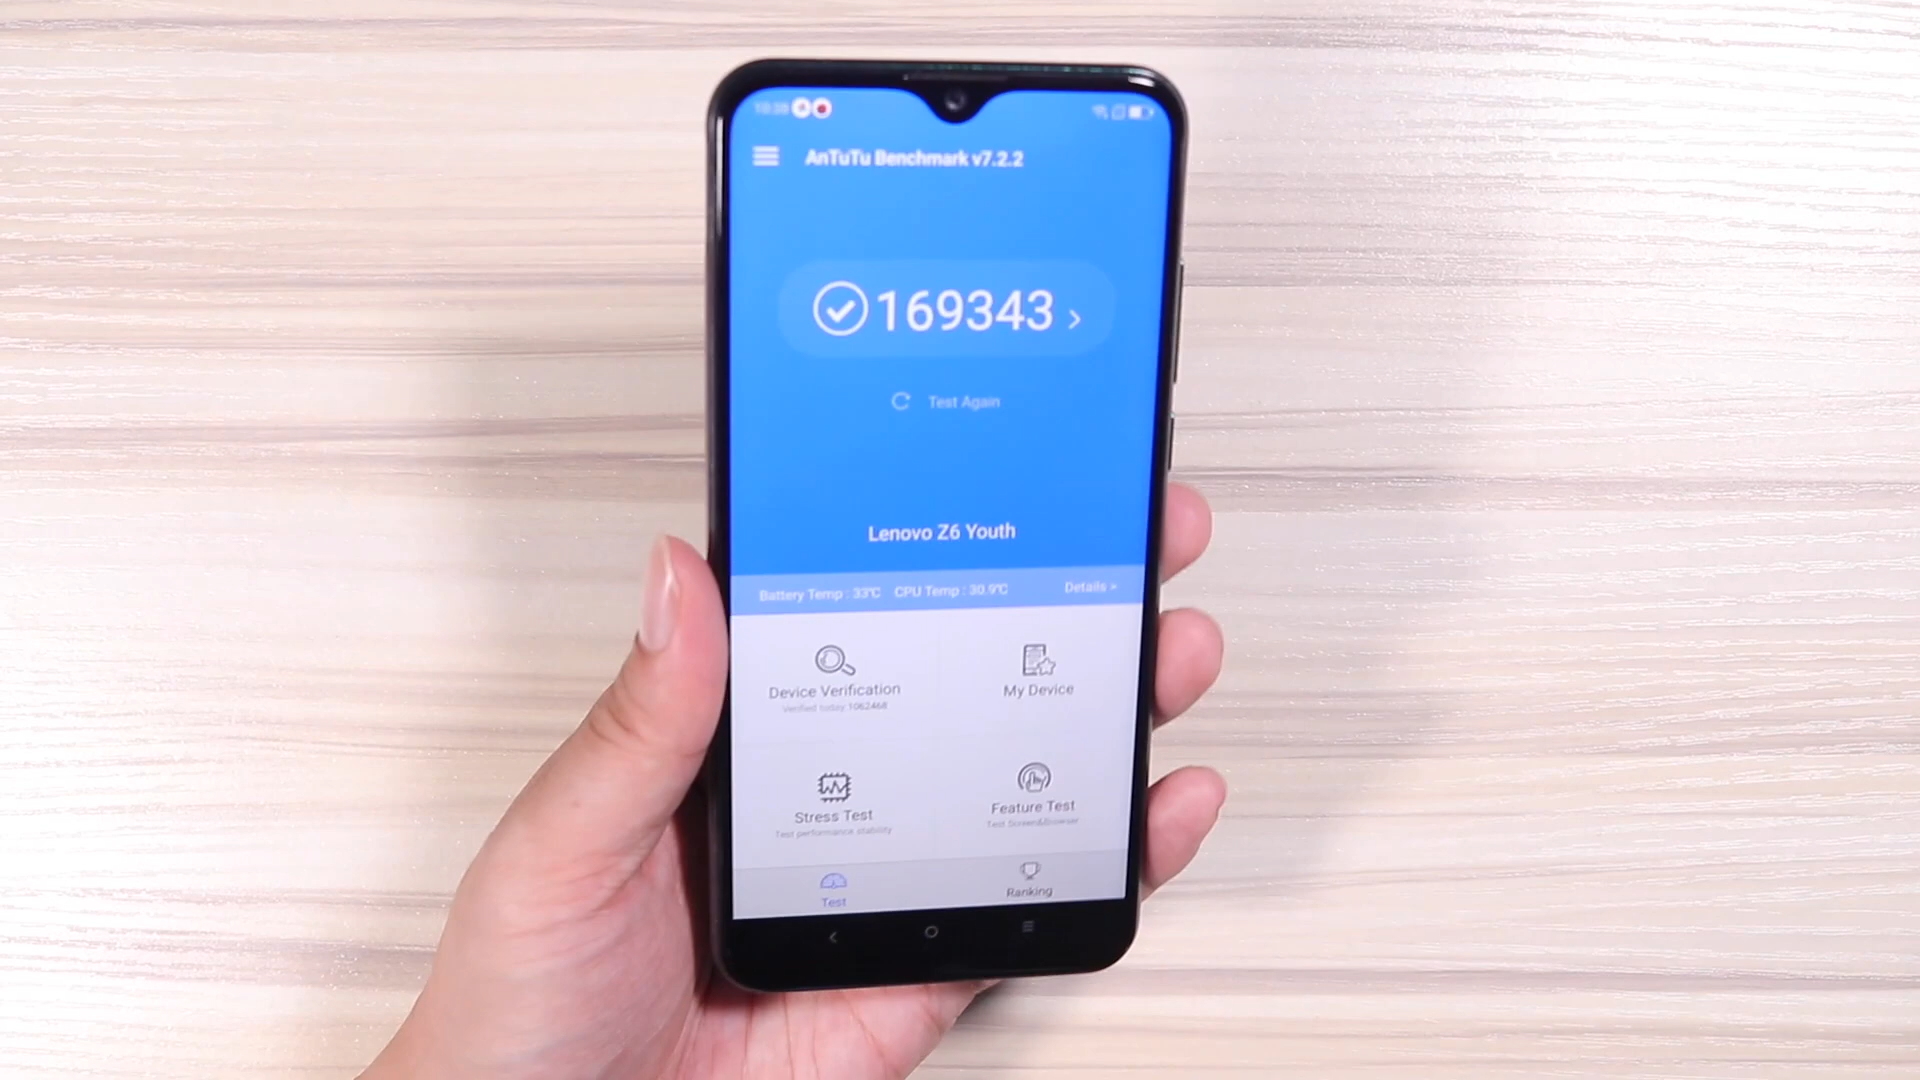 AnTuTu Benchmark v7.2.2
169343
Test Again
Lenovo Z6 Youth
Battery Temp : 33℃ CPU Temp : 30.9℃ Details >
Device Verification
Verified today:1062468
My Device
Stress Test
Test performance stability
Feature Test
Test Screen&Browser
Test
Ranking